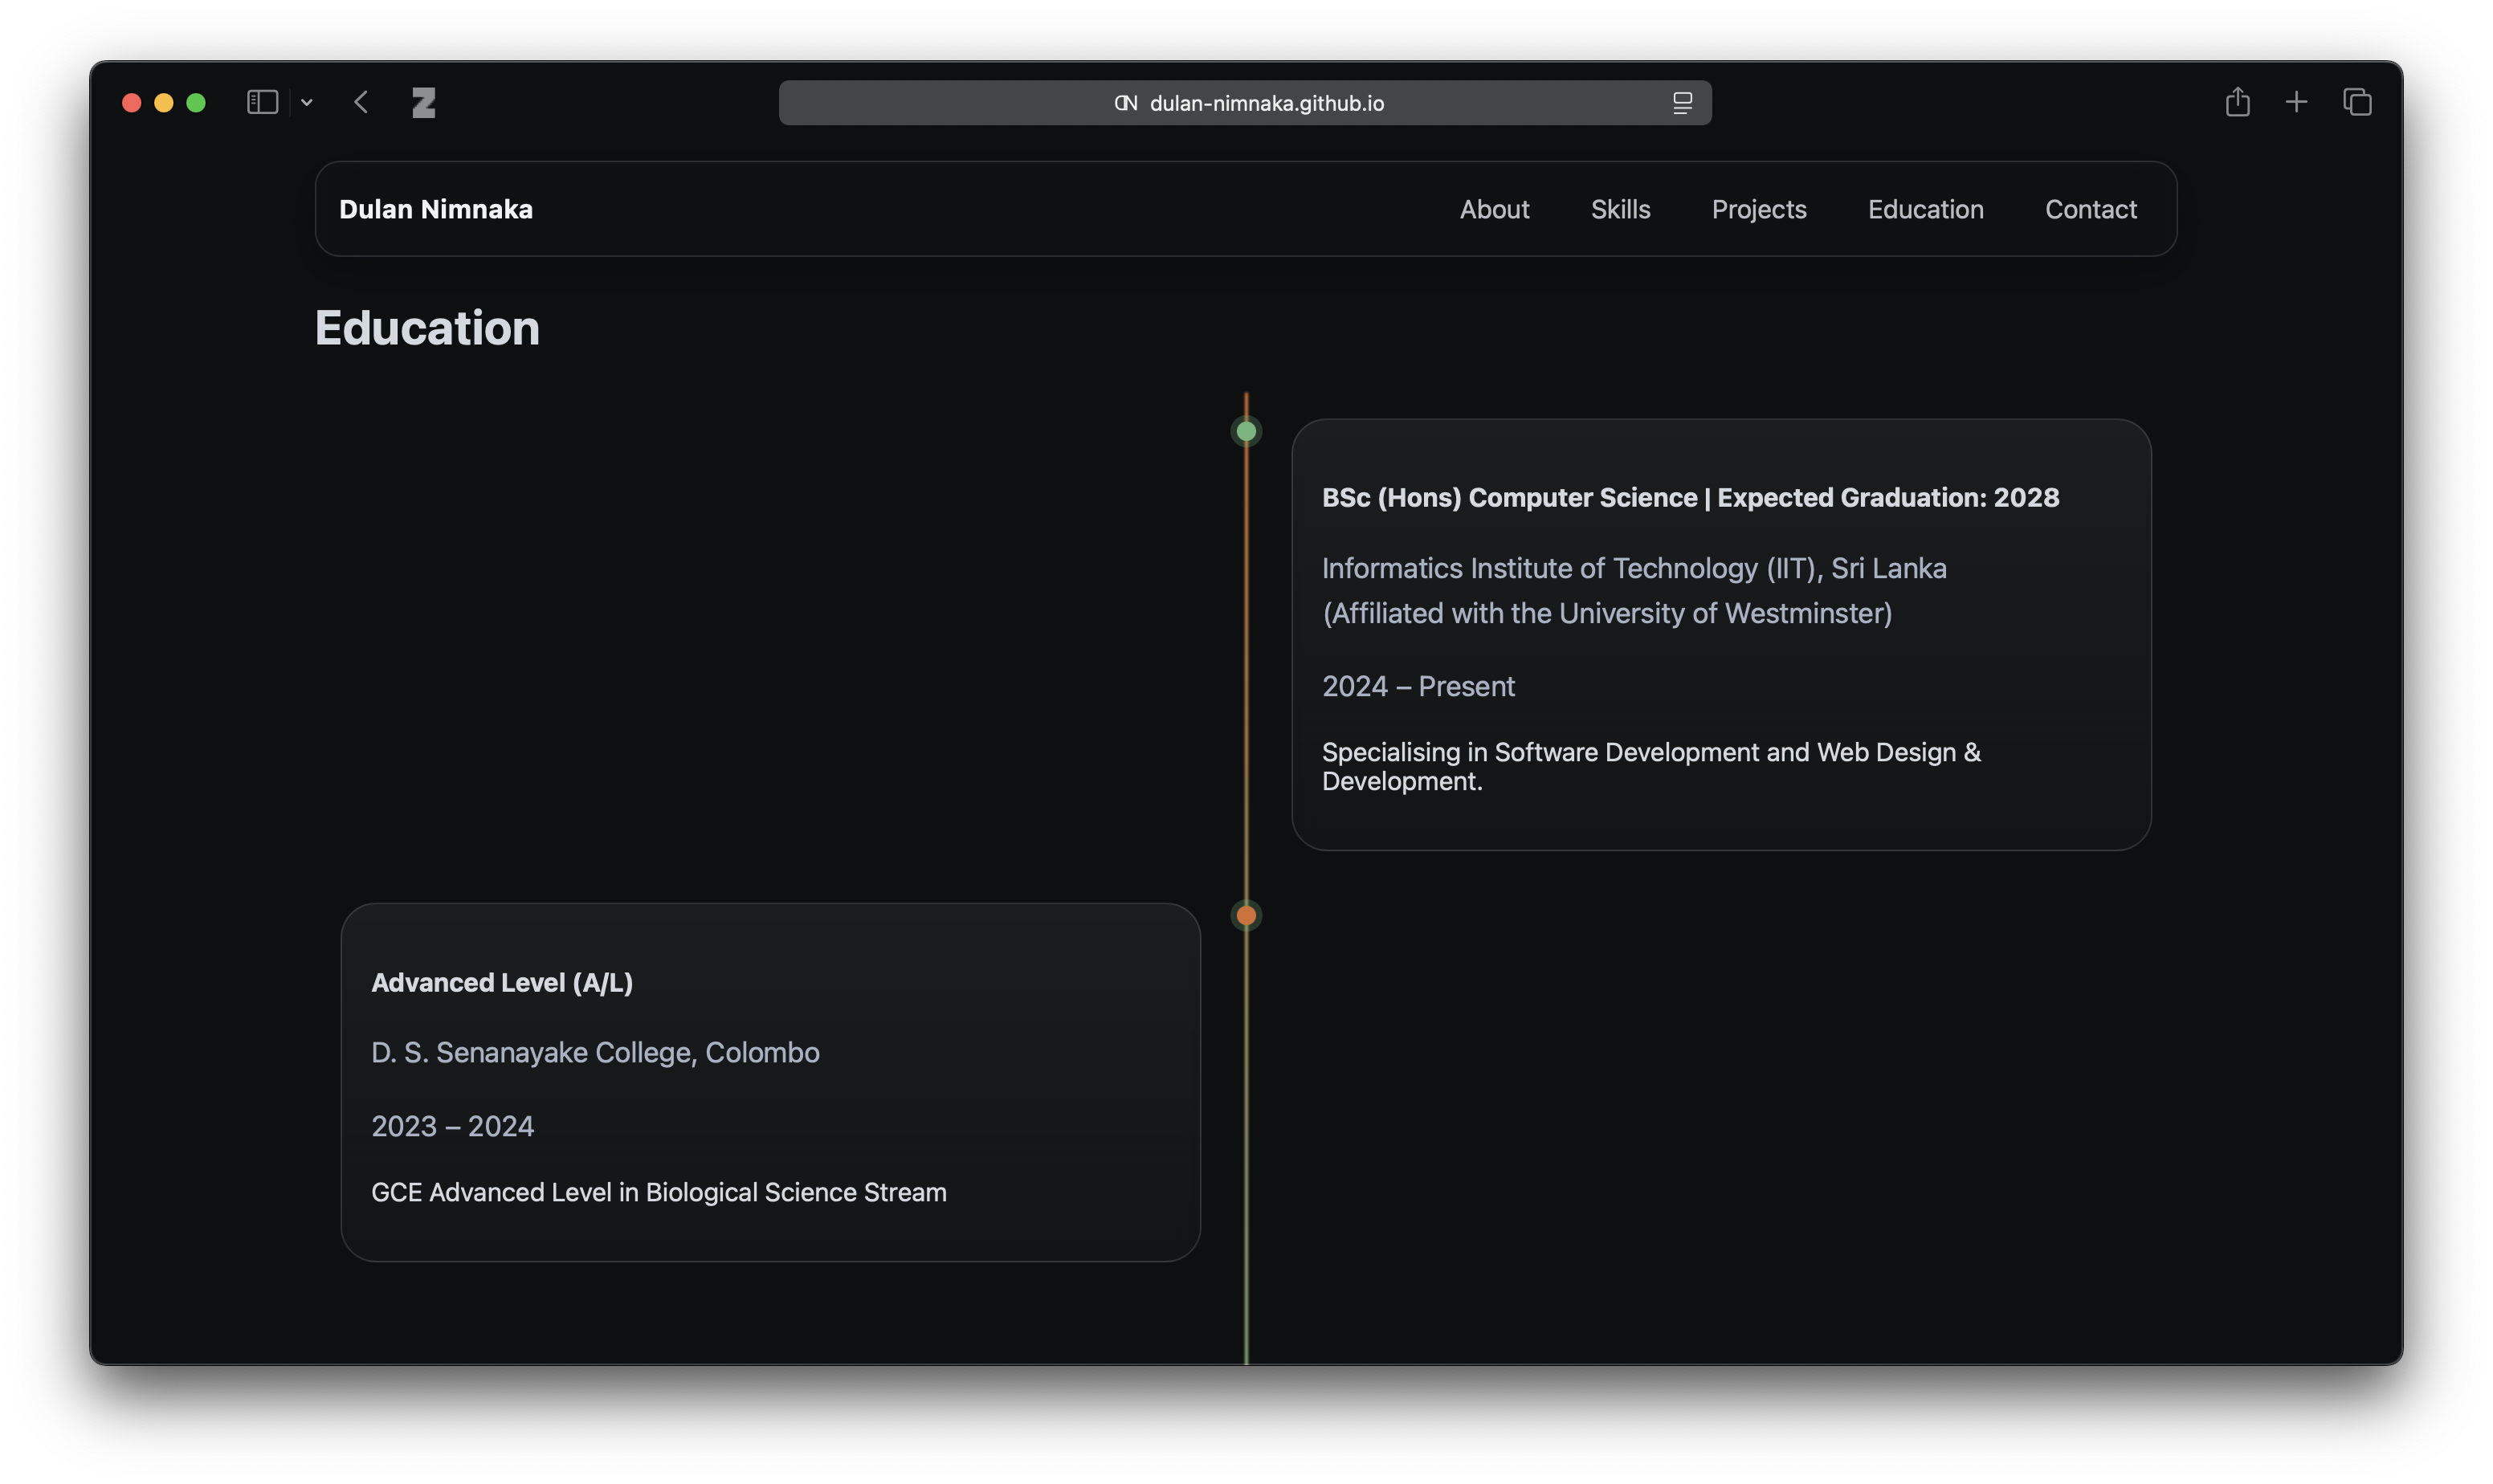 DN dulan-nimnaka.github.io
Dulan Nimnaka
About
Skills
Projects
Education
Contact
Education
BSc (Hons) Computer Science | Expected Graduation: 2028
Informatics Institute of Technology (IIT), Sri Lanka
(Affiliated with the University of Westminster)
2024 – Present
Specialising in Software Development and Web Design &
Development.
Advanced Level (A/L)
D. S. Senanayake College, Colombo
2023 – 2024
GCE Advanced Level in Biological Science Stream